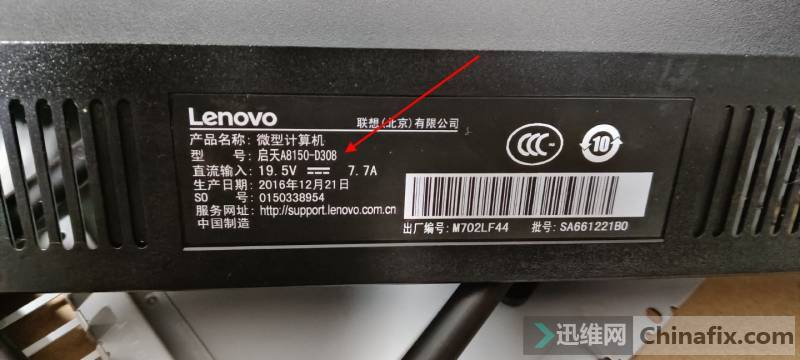 Lenovo 联想(北京)有限公司
产品名称: 微型计算机
型 号: 启天A8150-D308
直流输入: 19.5V 7.7A
生产日期: 2016年12月21日
SO 号: 0150338954
服务网址: http://support.lenovo.com.cn
中国制造
CCC
10
出厂编号: M702LF44 批号: SA661221B0
迅维网 Chinafix.com